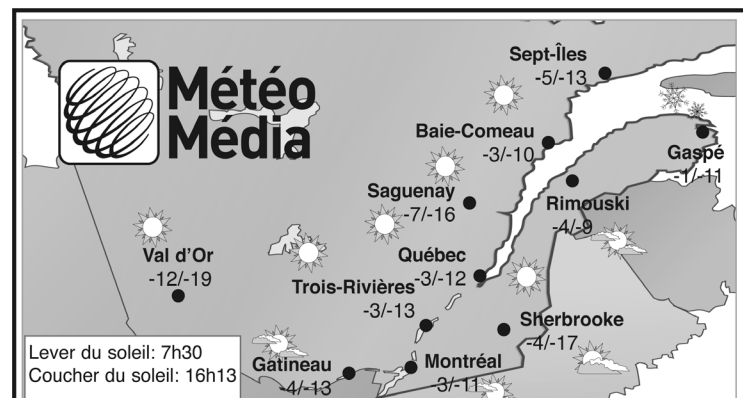 Météo
Média
Sept-Îles
-5/-13
Baie-Comeau
-3/-10
Gaspé
-1/-11
Saguenay
-7/-16
Rimouski
-4/-9
Val d'Or
-12/-19
Québec
-3/-12
Trois-Rivières
-3/-13
Sherbrooke
-4/-17
Lever du soleil: 7h30
Coucher du soleil: 16h13
Gatineau
-4/-13
Montréal
-3/-11